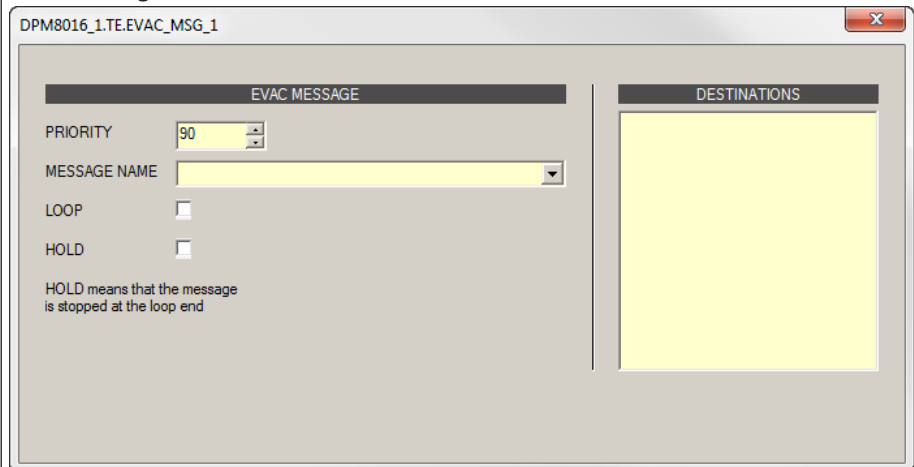 DPM8016_1.TE.EVAC_MSG_1
EVAC MESSAGE
PRIORITY 90
MESSAGE NAME
LOOP
HOLD
HOLD means that the message
is stopped at the loop end
DESTINATIONS